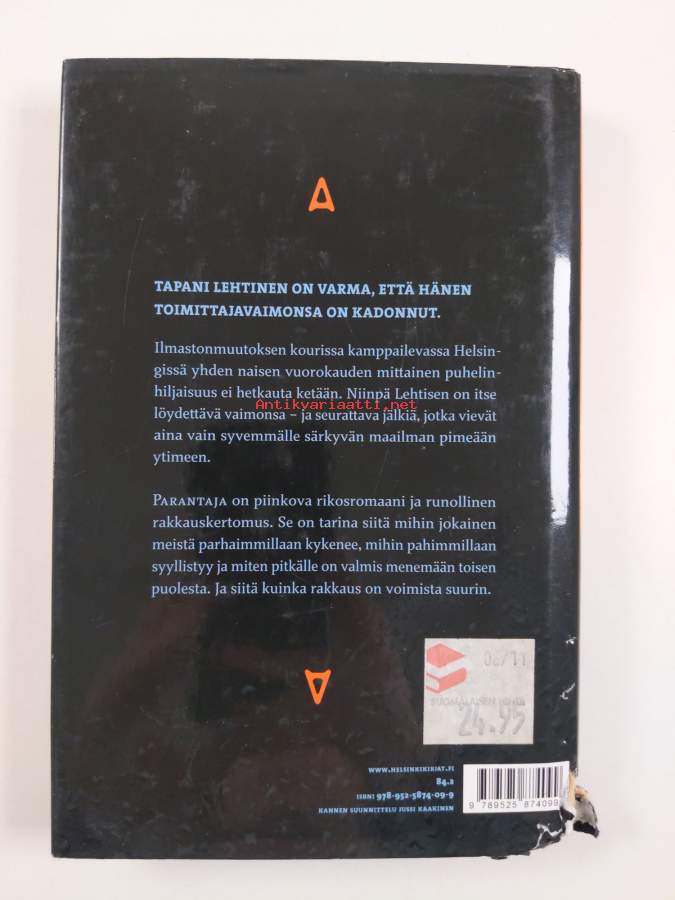 TAPANI LEHTINEN ON VARMA, ETTÄ HÄNEN
TOIMITTAJAVAIMONSA ON KADONNUT.
Ilmastonmuutoksen kourissa kamppailevassa Helsin-
gissä yhden naisen vuorokauden mittainen puhelin-
hiljaisuus ei hetkauta ketään. Niinpä Lehtisen on itse
Antikvariaatti.net
löydettävä vaimonsa – ja seurattava jälkiä, jotka vievät
aina vain syvemmälle särkyvän maailman pimeään
ytimeen.
PARANTAJA on piinkova rikosromaani ja runollinen
rakkauskertomus. Se on tarina siitä mihin jokainen
meistä parhaimmillaan kykenee, mihin pahimmillaan
syyllistyy ja miten pitkälle on valmis menemään toisen
puolesta. Ja siitä kuinka rakkaus on voimista suurin.
02/11
SUOMALAINEN
24.95
WWW.HELSINKIKIRJAT.FI
84.2
ISBN! 978-952-5874-09-9
KANNEN SUUNNITTELU JUSSI KAAKINEN
9 789525 874099